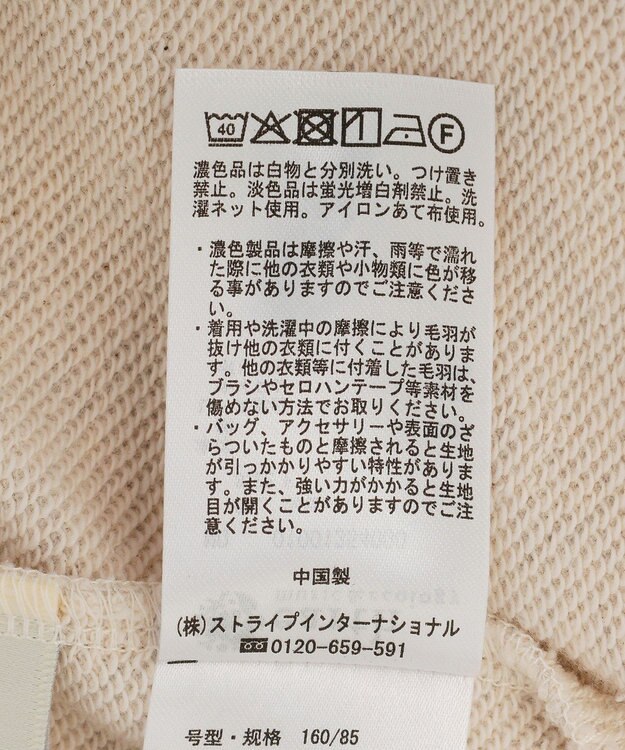 40 F
濃色品は白物と分別洗い。つけ置き
禁止。淡色品は蛍光増白剤禁止。洗
濯ネット使用。アイロンあて布使用。
・濃色製品は摩擦や汗、雨等で濡れ
た際に他の衣類や小物類に色が移
る事がありますのでご注意くださ
い。
・着用や洗濯中の摩擦により毛羽が
抜け他の衣類に付くことがありま
す。他の衣類等に付着した毛羽は、
ブラシやセロハンテープ等素材を
傷めない方法でお取りください。
・バッグ、アクセサリーや表面のざ
らついたものと摩擦されると生地
が引っかかりやすい特性がありま
す。また、強い力がかかると生地
目が開くことがありますのでご注
意ください。
中国製
(株)ストライプインターナショナル
0120-659-591
号型・规格 160/85